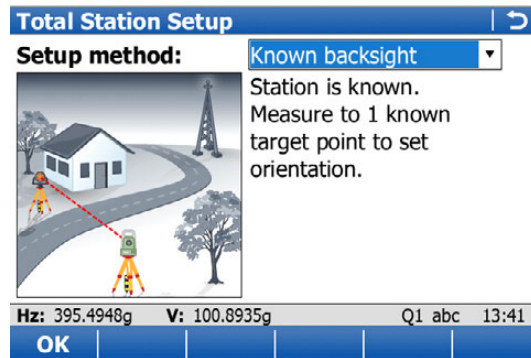 Total Station Setup
Setup method: Known backsight
Station is known.
Measure to 1 known
target point to set
orientation.
Hz: 395.4948g V: 100.8935g Q1 abc 13:41
OK